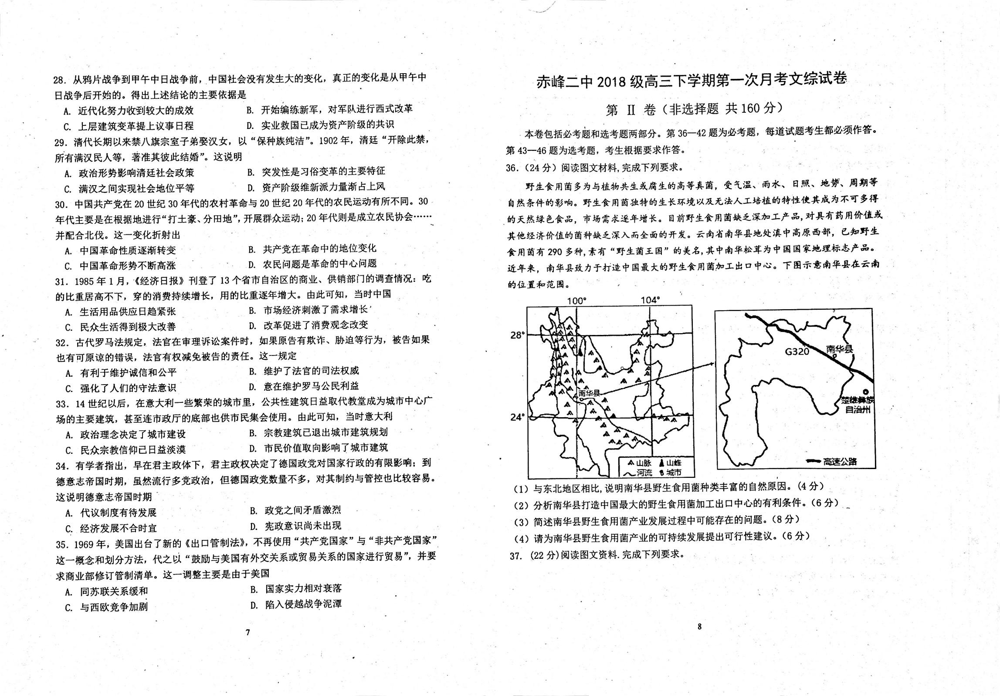 28．从鸦片战争到甲午中日战争前，中国社会没有发生大的变化，真正的变化是从甲午中
日战争后开始的。得出上述结论的主要依据是
A. 近代化努力收到较大的成效 B. 开始编练新军，对军队进行西式改革
C. 上层建筑变革提上议事日程 D. 实业救国已成为资产阶级的共识
29．清代长期以来禁八旗宗室子弟娶汉女，以“保种族纯洁”。1902 年，清廷“开除此禁，
所有满汉民人等，著准其彼此结婚”。这说明
A. 政治形势影响清廷社会政策 B. 突发性是习俗变革的主要特征
C. 满汉之间实现社会地位平等 D. 资产阶级维新派力量渐占上风
30．中国共产党在 20 世纪 30 年代的农村革命与 20 世纪 20 年代的农民运动有所不同。30
年代主要是在根据地进行“打土豪、分田地”，开展群众运动；20 年代则是成立农民协会……
并配合北伐。这一变化折射出
A. 中国革命性质逐渐转变 B. 共产党在革命中的地位变化
C. 中国革命形势不断高涨 D. 农民问题是革命的中心问题
31．1985 年 1 月，《经济日报》刊登了 13 个省市自治区的商业、供销部门的调查情况：吃
的比重居高不下，穿的消费持续增长，用的比重逐年增大。由此可知，当时中国
A. 生活用品供应日趋紧张 B. 市场经济刺激了需求增长
C. 民众生活得到极大改善 D. 改革促进了消费观念改变
32．古代罗马法规定，法官在审理诉讼案件时，如果原告有欺诈、胁迫等行为，被告如果
也有可原谅的错误，法官有权减免被告的责任。这一规定
A. 有利于维护诚信和公平 B. 维护了法官的司法权威
C. 强化了人们的守法意识 D. 意在维护罗马公民利益
33．14 世纪以后，在意大利一些繁荣的城市里，公共性建筑日益取代教堂成为城市中心广
场的主要建筑，甚至连市政厅的底部也供市民集会使用。由此可知，当时意大利
A. 政治理念决定了城市建设 B. 宗教建筑已退出城市建筑规划
C. 民众宗教信仰已日益淡漠 D. 市民价值取向影响了城市建筑
34．有学者指出，早在君主政体下，君主政权决定了德国政党对国家行政的有限影响；到
德意志帝国时期，虽然流行多党政治，但德国政党数量不多，对其制约与管控也比较容易。
这说明德意志帝国时期
A. 代议制度有待发展 B. 政党之间矛盾激烈
C. 经济发展不合时宜 D. 宪政意识尚未出现
35．1969 年，美国出台了新的《出口管制法》，不再使用“共产党国家”与“非共产党国家”
这一概念和划分方法，代之以“鼓励与美国有外交关系或贸易关系的国家进行贸易”，并要
求商业部修订管制清单。这一调整主要是由于美国
A. 同苏联关系缓和 B. 国家实力相对衰落
C. 与西欧竞争加剧 D. 陷入侵越战争泥潭
7
赤峰二中 2018 级高三下学期第一次月考文综试卷
第 II 卷（非选择题 共 160 分）
本卷包括必考题和选考题两部分。第 36—42 题为必考题，每道试题考生都必须作答。
第 43—46 题为选考题，考生根据要求作答。
36．（24 分）阅读图文材料，完成下列要求。
野生食用菌多为与植物共生或腐生的高等真菌，受气温、雨水、日照、地势、周期等
自然条件的影响。野生食用菌独特的生长环境以及无法人工培植的特性使其成为不可多得
的天然绿色食品，市场需求逐年增长。目前野生食用菌缺乏深加工产品，对具有药用价值或
其他经济价值的菌种缺乏深入而全面的开发。云南省南华县地处滇中高原西部，已知野生
食用菌有 290 多种，素有“野生菌王国”的美名，其中南华松茸为中国国家地理标志产品。
近年来，南华县致力于打造中国最大的野生食用菌加工出口中心。下图示意南华县在云南
的位置和范围。
100° 104°
28°
24°
南华县
山脉 山峰
河流 城市
G320
南华县
楚雄彝族
自治州
高速公路
（1）与东北地区相比，说明南华县野生食用菌种类丰富的自然原因。（4 分）
（2）分析南华县打造中国最大的野生食用菌加工出口中心的有利条件。（6 分）
（3）简述南华县野生食用菌产业发展过程中可能存在的问题。（8 分）
（4）请为南华县野生食用菌产业的可持续发展提出可行性建议。（6 分）
37. （22 分）阅读图文资料．完成下列要求。
8